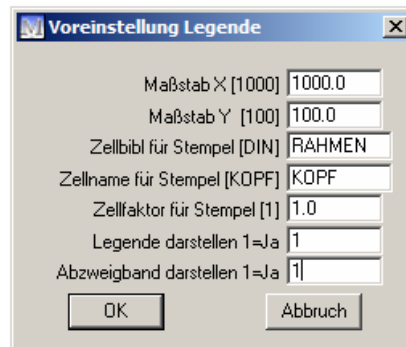 Voreinstellung Legende
Maßstab X [1000] 1000.0
Maßstab Y [100] 100.0
Zellbibl für Stempel [DIN] RAHMEN
Zellname für Stempel [KOPF] KOPF
Zellfaktor für Stempel [1] 1.0
Legende darstellen 1=Ja 1
Abzweigband darstellen 1=Ja 1
OK Abbruch